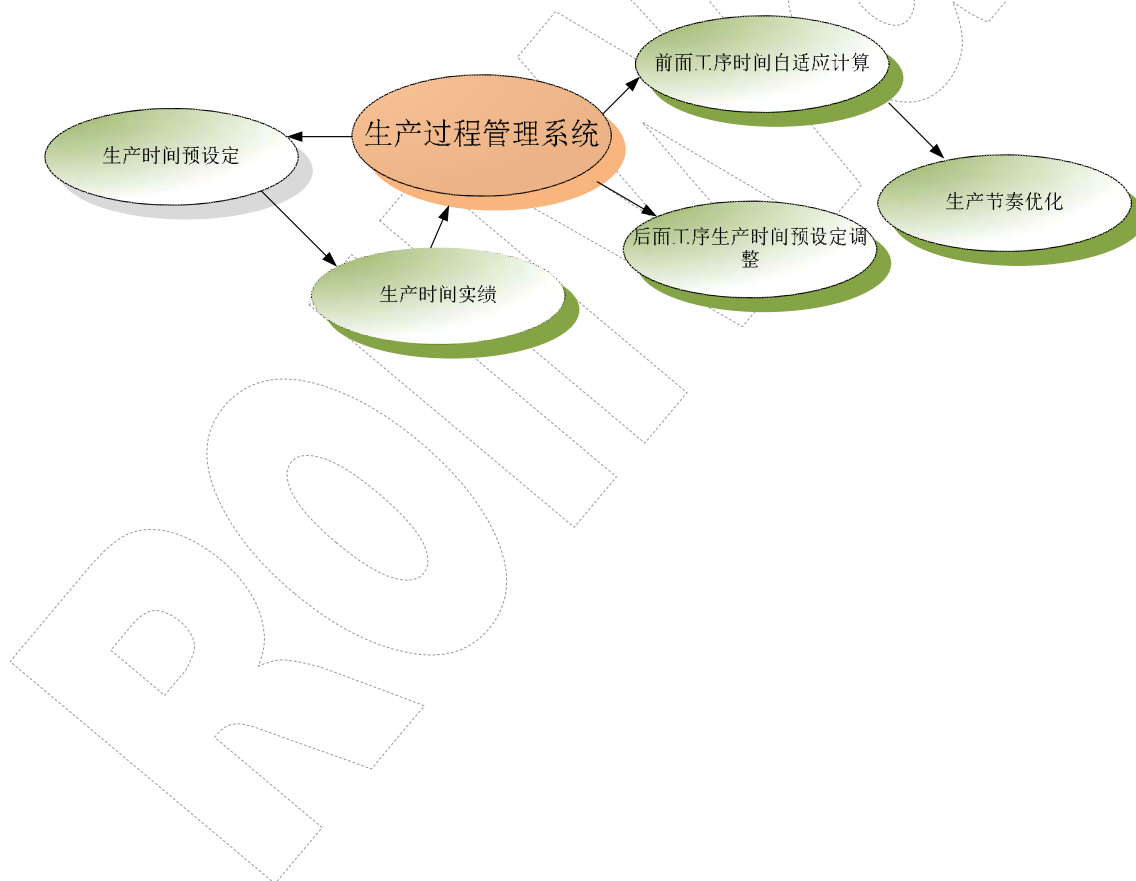 前面工序时间自适应计算
生产过程管理系统
生产时间预设定
生产节奏优化
后面工序生产时间预设定调
整
生产时间实绩